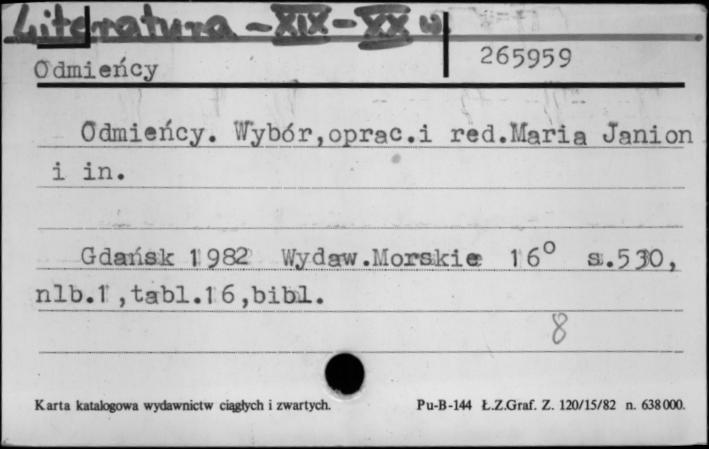 Literatura - XIX - XX w
Odmieńcy
265959
Odmieńcy. Wybór,oprac.i red.Maria Janion
i in.
Gdańsk 1982 Wydaw.Morskie 16° s.530,
nlb.1,tabl.16,bibl.
8
Karta katalogowa wydawnictw ciągłych i zwartych.
Pu-B-144 Ł.Z.Graf. Z. 120/15/82 n. 638000.